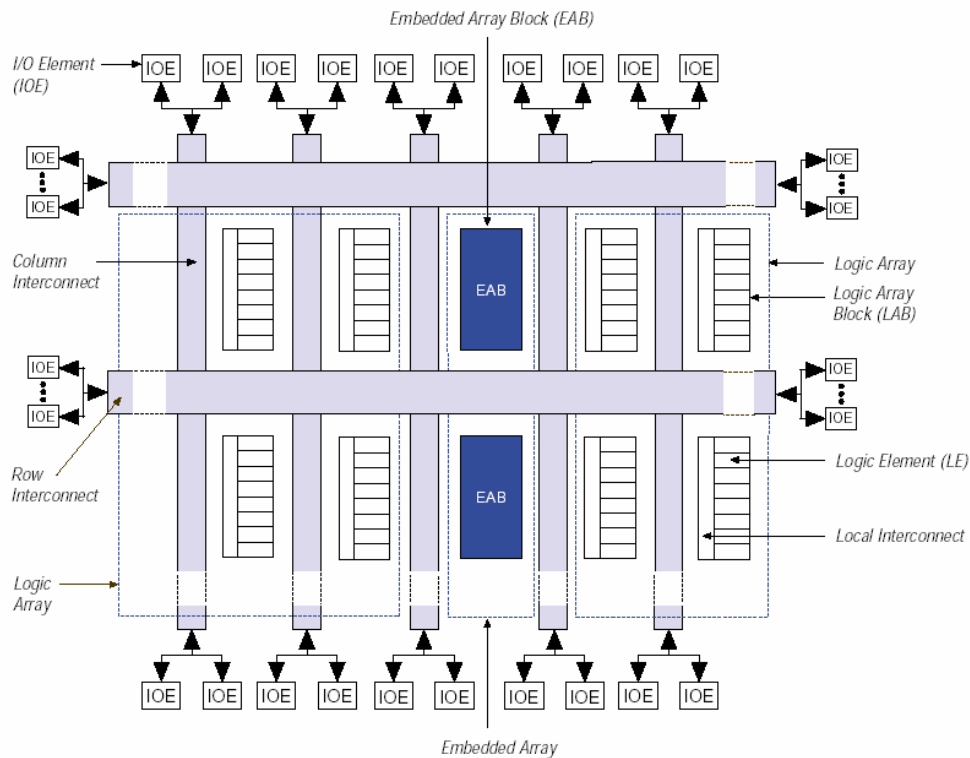 Embedded Array Block (EAB)
I/O Element
(IOE)
IOE IOE IOE IOE IOE IOE IOE IOE IOE IOE
IOE
IOE
IOE
IOE
Column
Interconnect
EAB
Logic Array
Logic Array
Block (LAB)
IOE
IOE
IOE
IOE
Row
Interconnect
EAB
Logic Element (LE)
Local Interconnect
Logic
Array
IOE IOE IOE IOE IOE IOE IOE IOE IOE IOE
Embedded Array